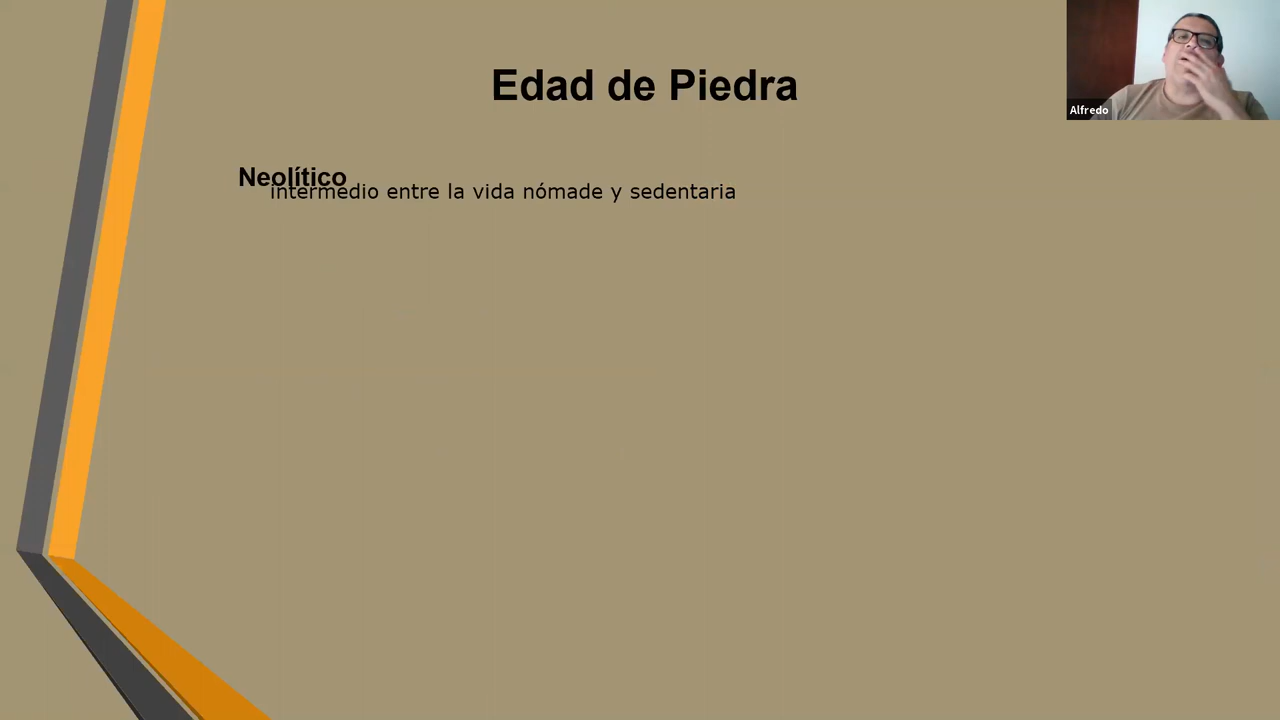 Edad de Piedra
Alfredo
Neolítico
intermedio entre la vida nómade y sedentaria